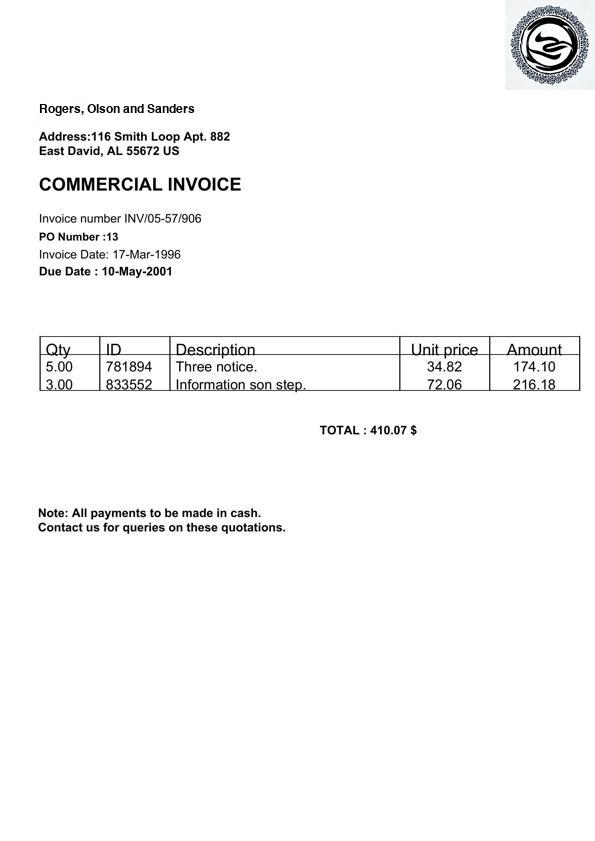 Rogers, Olson and Sanders
Address:116 Smith Loop Apt. 882
East David, AL 55672 US
COMMERCIAL INVOICE
Invoice number INV/05-57/906
PO Number :13
Invoice Date: 17-Mar-1996
Due Date : 10-May-2001
Qty ID Description Unit price Amount
5.00 781894 Three notice. 34.82 174.10
3.00 833552 Information son step. 72.06 216.18
TOTAL : 410.07 $
Note: All payments to be made in cash.
Contact us for queries on these quotations.